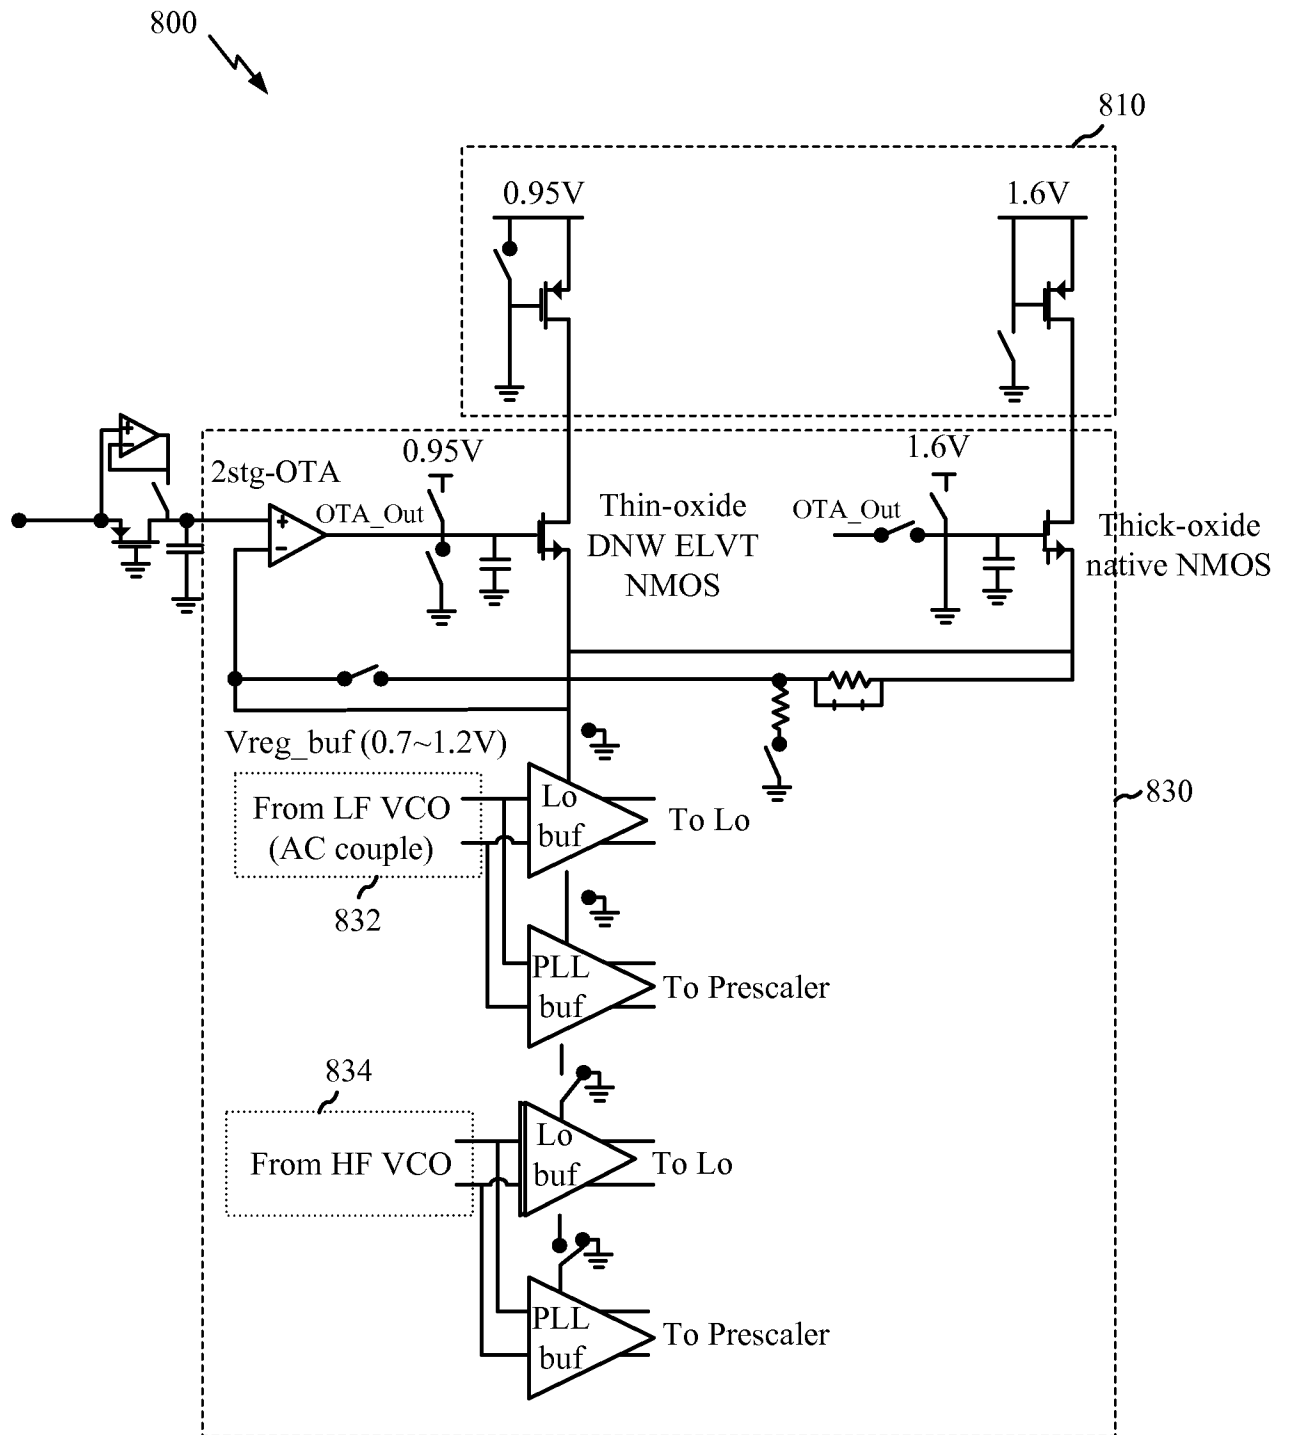 800
810
0.95V
1.6V
2stg-OTA
0.95V
1.6V
+
-
+
-
OTA_Out
OTA_Out
Thin-oxide
DNW ELVT
NMOS
Thick-oxide
native NMOS
Vreg_buf (0.7~1.2V)
830
From LF VCO
(AC couple)
832
Lo
buf
To Lo
PLL
buf
To Prescaler
834
From HF VCO
Lo
buf
To Lo
PLL
buf
To Prescaler